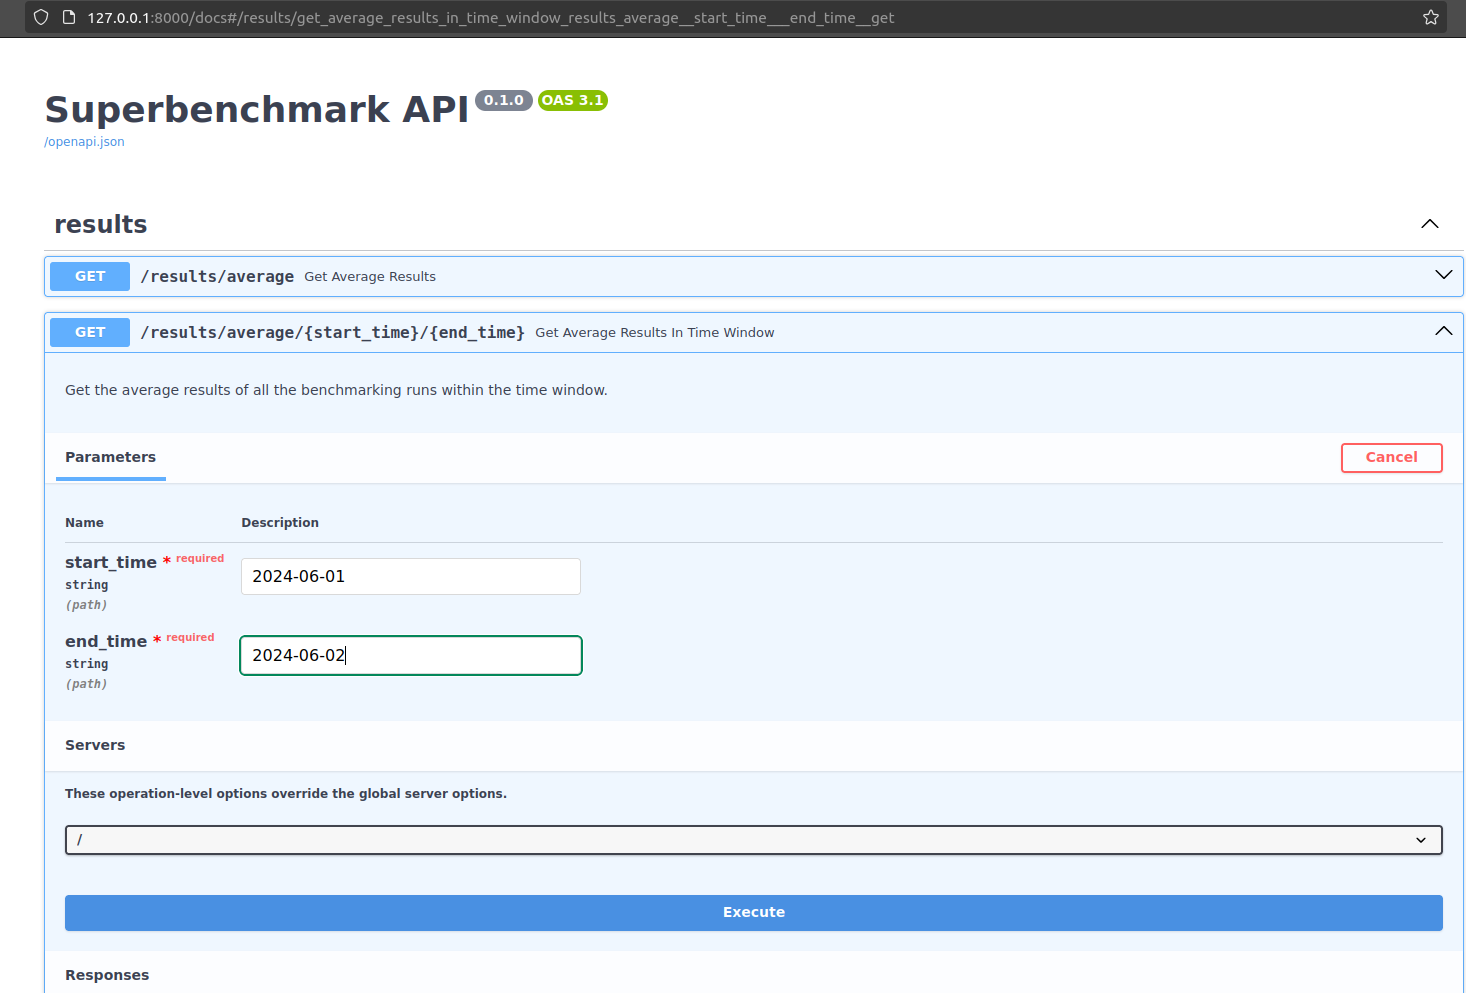 127.0.0.1:8000/docs#/results/get_average_results_in_time_window_results_average__start_time___end_time__get
Superbenchmark API 0.1.0 OAS 3.1
/openapi.json
results
GET /results/average Get Average Results
GET /results/average/{start_time}/{end_time} Get Average Results In Time Window
Get the average results of all the benchmarking runs within the time window.
Parameters Cancel
Name Description
start_time * required
string
(path)
2024-06-01
end_time * required
string
(path)
2024-06-02
Servers
These operation-level options override the global server options.
/
Execute
Responses